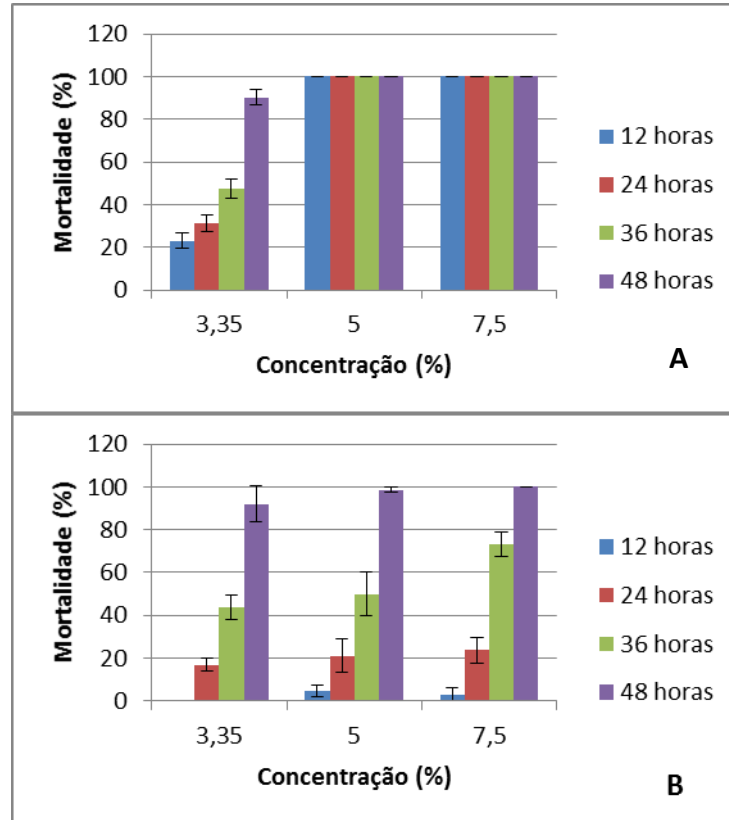 Mortalidade (%)
120
100
80
60
40
20
0
3,35 5 7,5
Concentração (%)
12 horas
24 horas
36 horas
48 horas
A
Mortalidade (%)
120
100
80
60
40
20
0
3,35 5 7,5
Concentração (%)
12 horas
24 horas
36 horas
48 horas
B